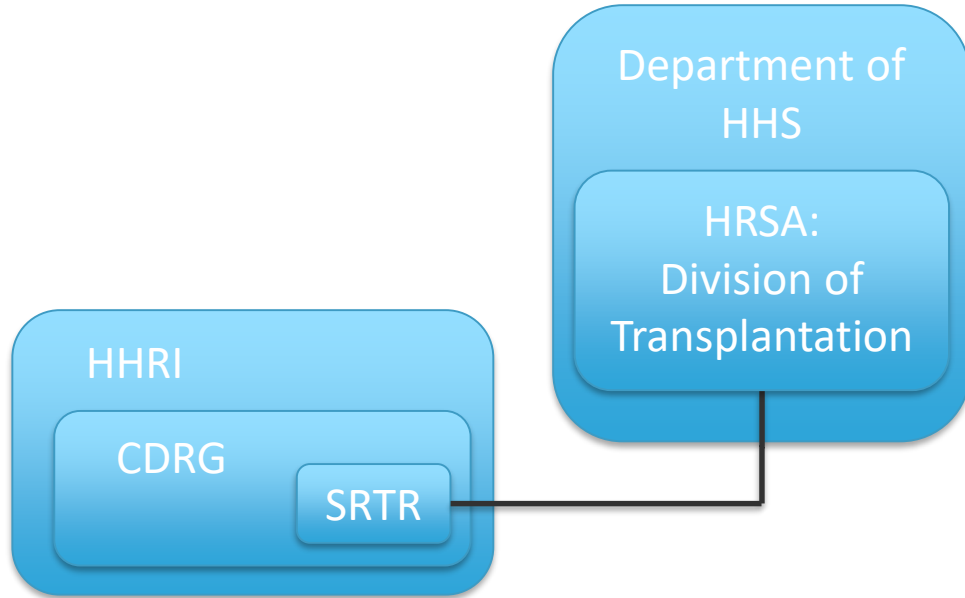 Department of
HHS
HRSA:
Division of
Transplantation
HHRI
CDRG
SRTR